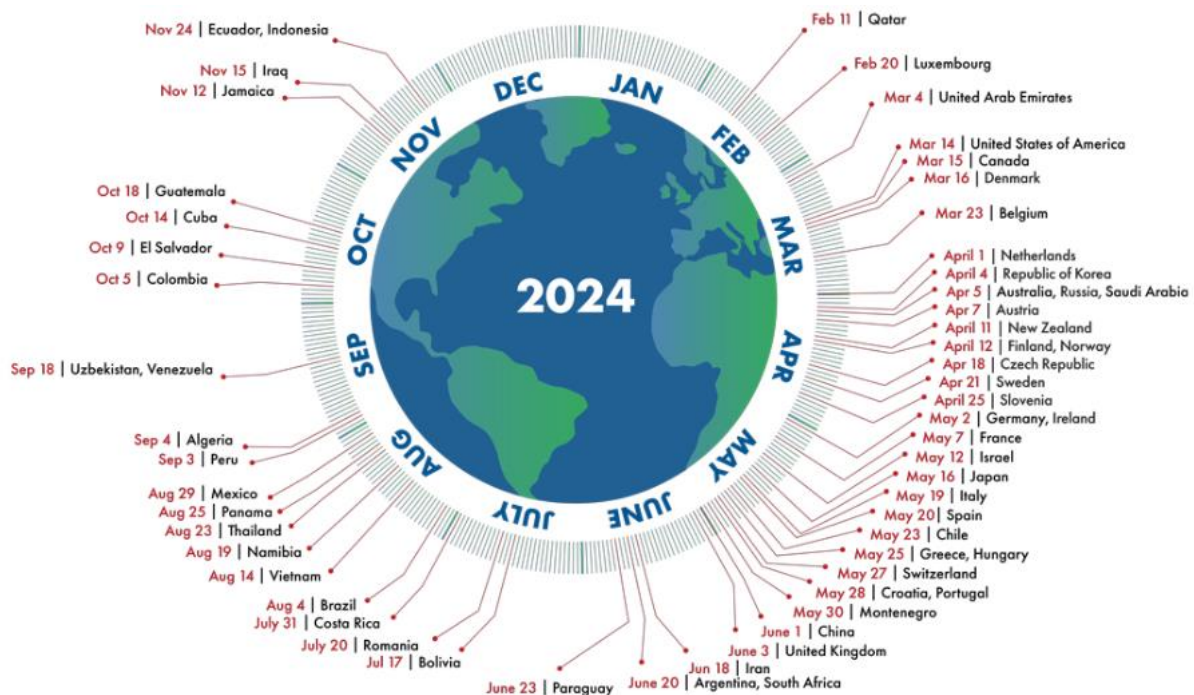 Feb 11 | Qatar
Feb 20 | Luxembourg
Mar 4 | United Arab Emirates
Mar 14 | United States of America
Mar 15 | Canada
Mar 16 | Denmark
Mar 23 | Belgium
April 1 | Netherlands
April 4 | Republic of Korea
Apr 5 | Australia, Russia, Saudi Arabia
Apr 7 | Austria
April 11 | New Zealand
April 12 | Finland, Norway
Apr 18 | Czech Republic
Apr 21 | Sweden
April 25 | Slovenia
May 2 | Germany, Ireland
May 7 | France
May 12 | Israel
May 16 | Japan
May 19 | Italy
May 20 | Spain
May 23 | Chile
May 25 | Greece, Hungary
May 27 | Switzerland
May 28 | Croatia, Portugal
May 30 | Montenegro
June 1 | China
June 3 | United Kingdom
Jun 18 | Iran
June 20 | Argentina, South Africa
June 23 | Paraguay
Jul 17 | Bolivia
July 20 | Romania
July 31 | Costa Rica
Aug 4 | Brazil
Aug 14 | Vietnam
Aug 19 | Namibia
Aug 23 | Thailand
Aug 25 | Panama
Aug 29 | Mexico
Sep 3 | Peru
Sep 4 | Algeria
Sep 18 | Uzbekistan, Venezuela
Oct 5 | Colombia
Oct 9 | El Salvador
Oct 14 | Cuba
Oct 18 | Guatemala
Nov 12 | Jamaica
Nov 15 | Iraq
Nov 24 | Ecuador, Indonesia
JAN
FEB
MAR
APR
MAY
JUNE
JULY
AUG
SEP
OCT
NOV
DEC
2024